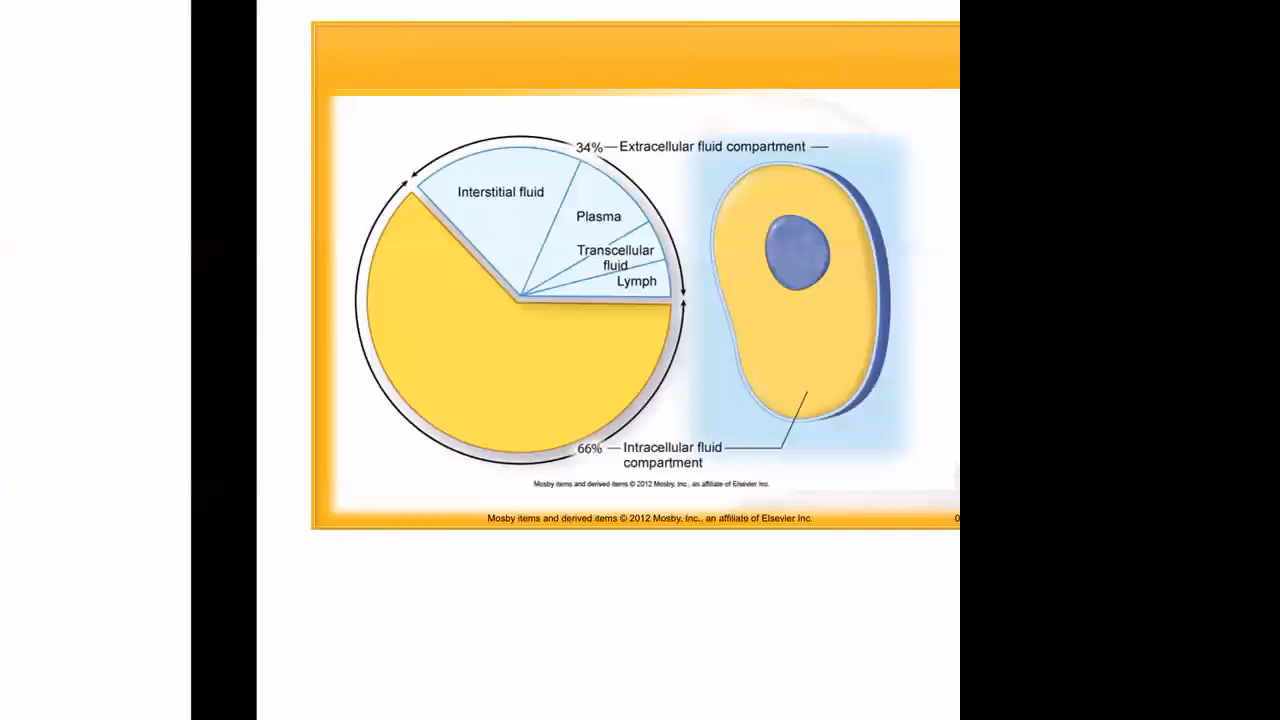 34%
Extracellular fluid compartment
Interstitial fluid
Plasma
Transcellular
fluid
Lymph
66%
Intracellular fluid
compartment
Mosby items and derived items © 2012 Mosby, Inc., an affiliate of Elsevier Inc.
Mosby items and derived items © 2012 Mosby, Inc., an affiliate of Elsevier Inc.